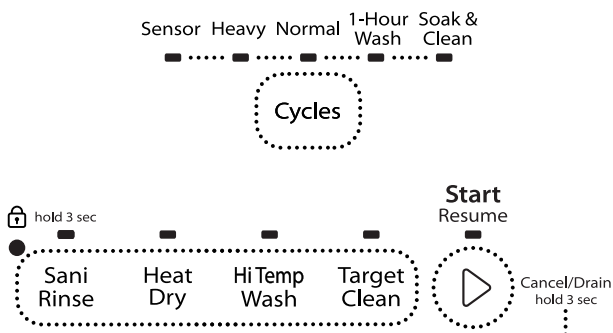 Sensor Heavy Normal 1-Hour Wash Soak & Clean
Cycles
Start
Resume
hold 3 sec
Sani Rinse Heat Dry Hi Temp Wash Target Clean
Cancel/Drain
hold 3 sec